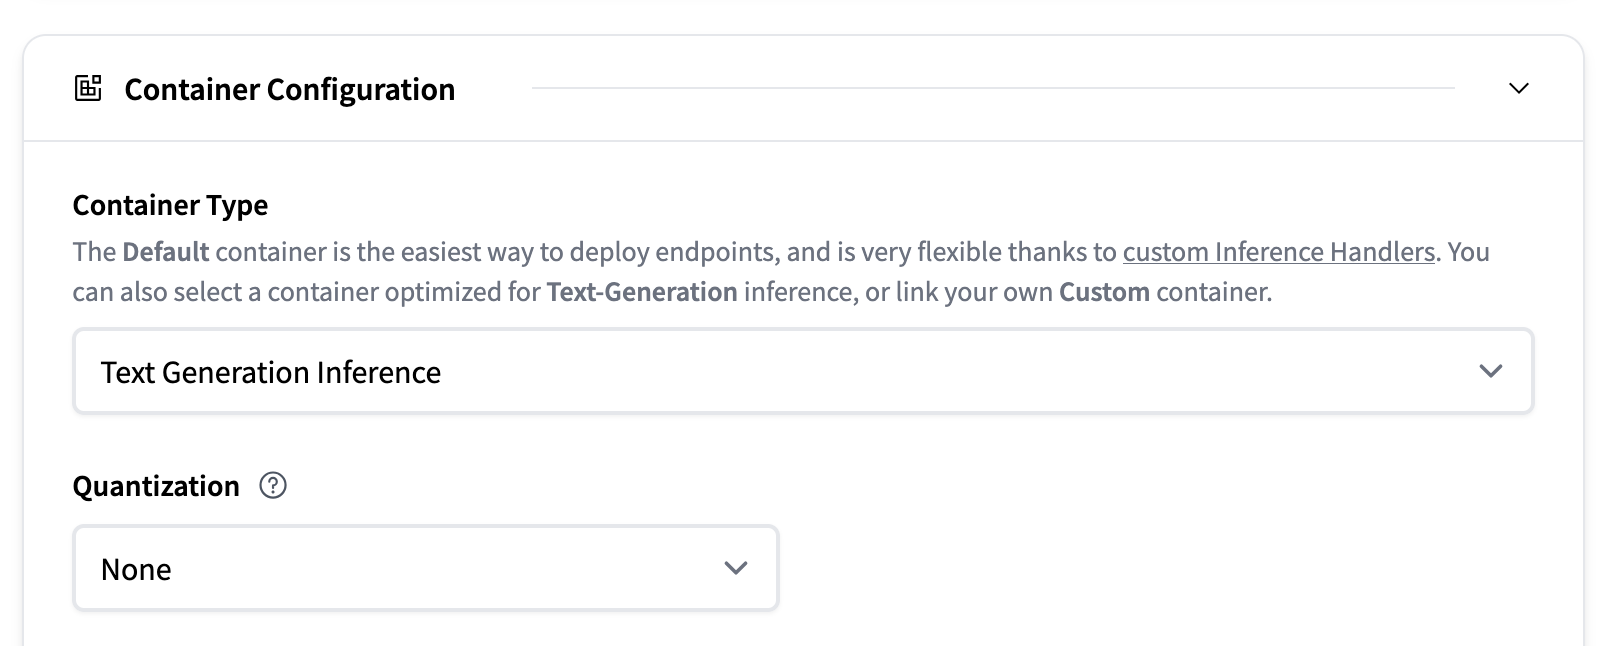 Container Configuration
Container Type
The Default container is the easiest way to deploy endpoints, and is very flexible thanks to custom Inference Handlers. You
can also select a container optimized for Text-Generation inference, or link your own Custom container.
Text Generation Inference
Quantization ?
None